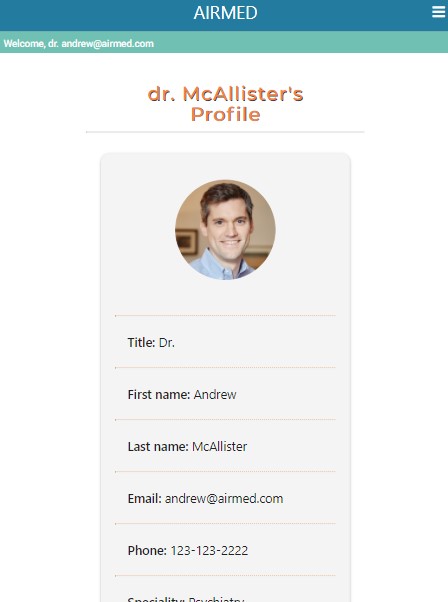 AIRMED
Welcome, dr. andrew@airmed.com
dr. McAllister's
Profile
Title: Dr.
First name: Andrew
Last name: McAllister
Email: andrew@airmed.com
Phone: 123-123-2222
Speciality: Psychiatry